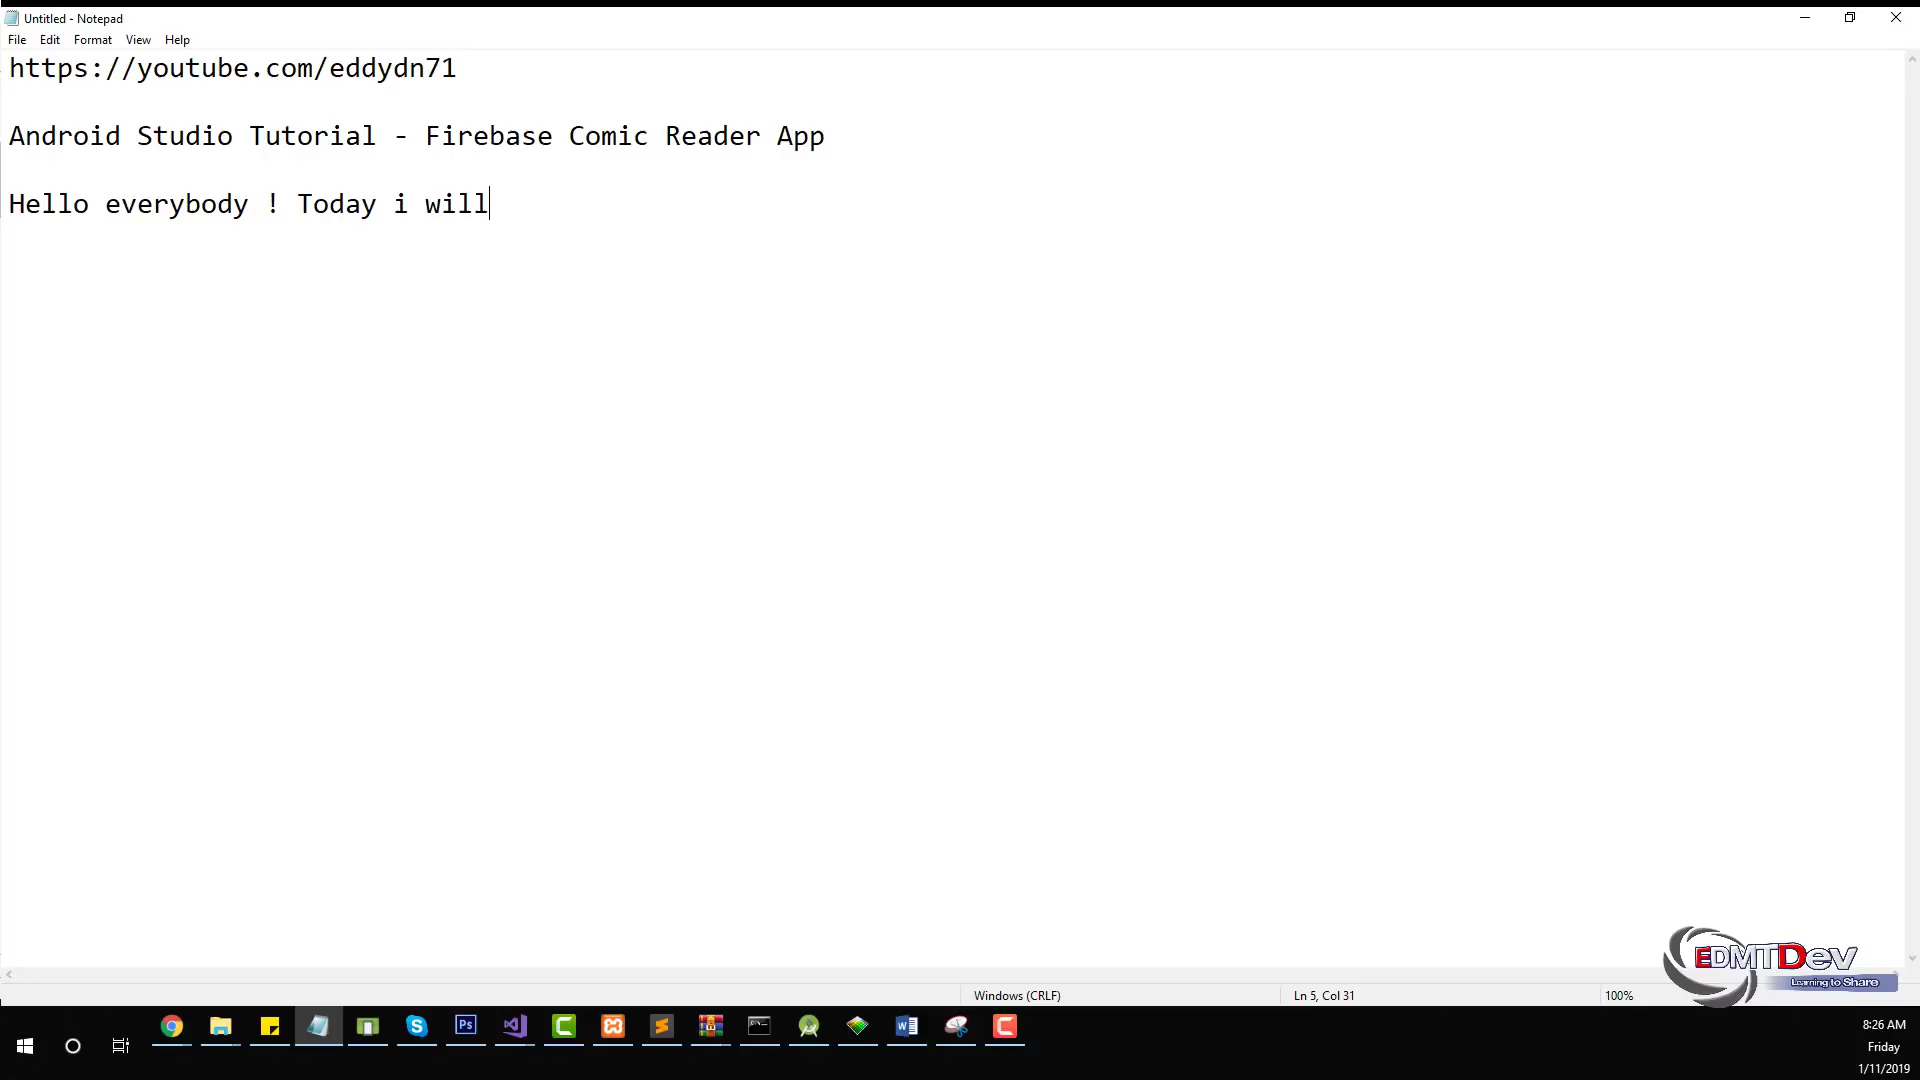 Untitled - Notepad
File Edit Format View Help
https://youtube.com/eddydn71
Android Studio Tutorial - Firebase Comic Reader App
Hello everybody ! Today i will
EDMTDev
Learning to Share
Windows (CRLF) Ln 5, Col 31 100%
Ps
8:26 AM
Friday
1/11/2019